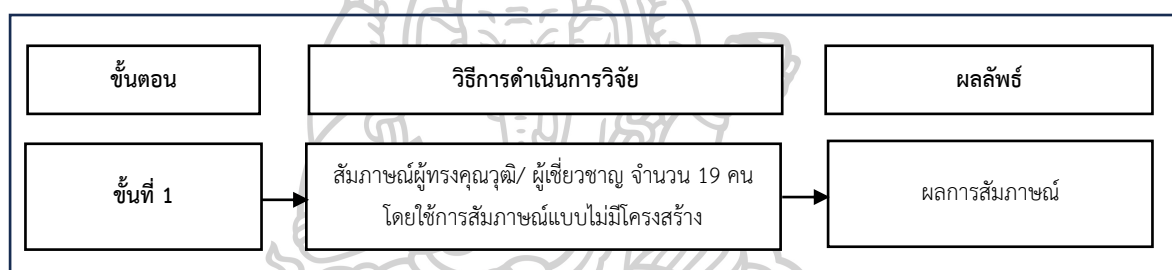 ขั้นตอน
วิธีการดำเนินการวิจัย
ผลลัพธ์
ขั้นที่ 1
สัมภาษณ์ผู้ทรงคุณวุฒิ/ ผู้เชี่ยวชาญ จำนวน 19 คน
โดยใช้การสัมภาษณ์แบบไม่มีโครงสร้าง
ผลการสัมภาษณ์